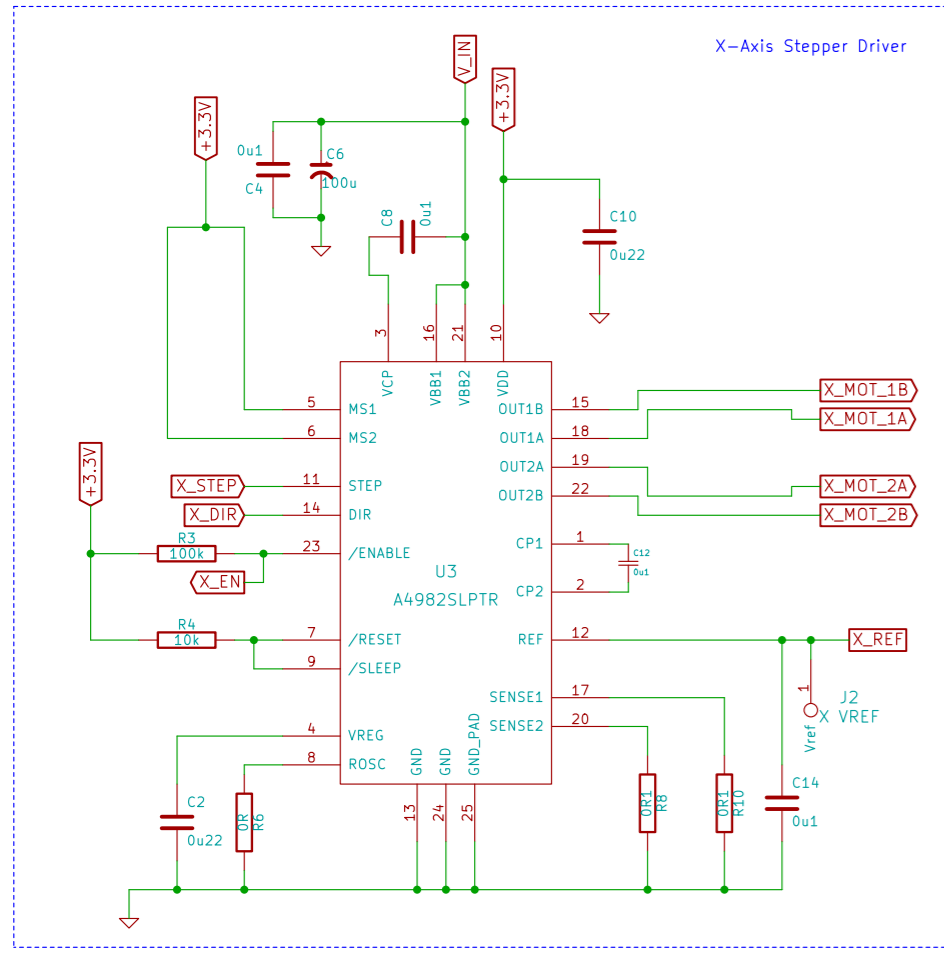 X-Axis Stepper Driver
V_IN
+3.3V
+3.3V
0u1
C4
C6
100u
C8
0u1
C10
0u22
3
16
21
10
VCP
VBB1
VBB2
VDD
5
MS1
6
MS2
OUT1B
15
X_MOT_1B
OUT1A
18
X_MOT_1A
+3.3V
X_STEP
11
STEP
OUT2A
19
X_MOT_2A
X_DIR
14
DIR
OUT2B
22
X_MOT_2B
R3
100k
23
/ENABLE
X_EN
CP1
1
C12
0u1
CP2
2
U3
A4982SLPTR
R4
10k
7
/RESET
9
/SLEEP
REF
12
X_REF
1
J2
X VREF
Vref
SENSE1
17
SENSE2
20
4
VREG
8
ROSC
GND
GND
GND_PAD
13
24
25
C2
0u22
0R
R6
0R1
R8
0R1
R10
C14
0u1